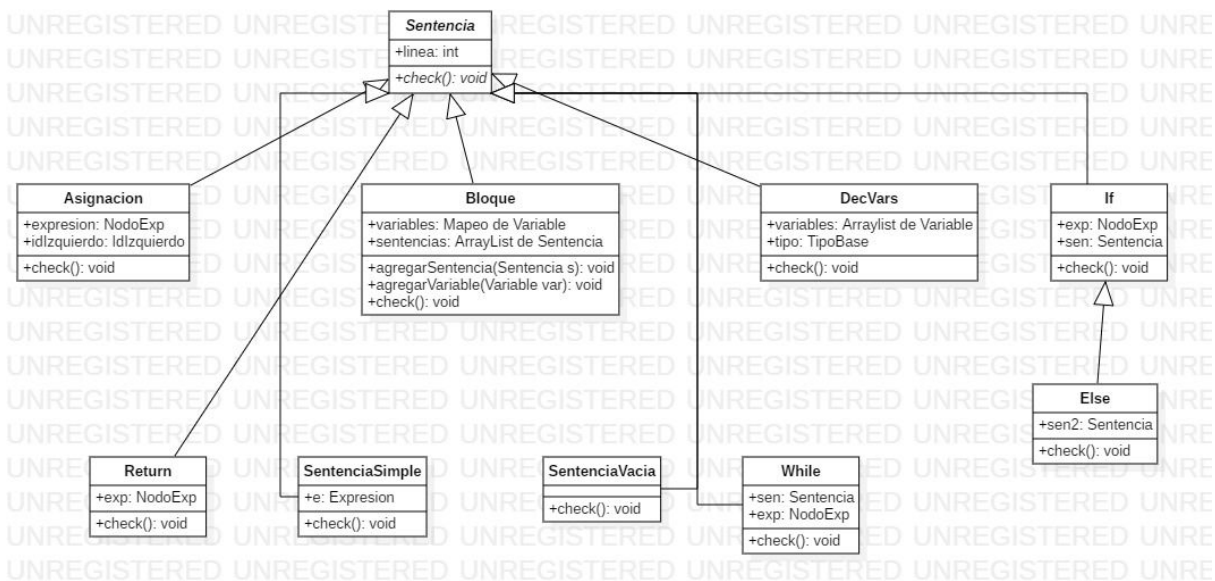 Sentencia
+linea: int
+check(): void
Asignacion
+expresion: NodoExp
+idIzquierdo: IdIzquierdo
+check(): void
Bloque
+variables: Mapeo de Variable
+sentencias: ArrayList de Sentencia
+agregarSentencia(Sentencia s): void
+agregarVariable(Variable var): void
+check(): void
DecVars
+variables: Arraylist de Variable
+tipo: TipoBase
+check(): void
If
+exp: NodoExp
+sen: Sentencia
+check(): void
Else
+sen2: Sentencia
+check(): void
Return
+exp: NodoExp
+check(): void
SentenciaSimple
+e: Expresion
+check(): void
SentenciaVacia
+check(): void
While
+sen: Sentencia
+exp: NodoExp
+check(): void
UNREGISTERED